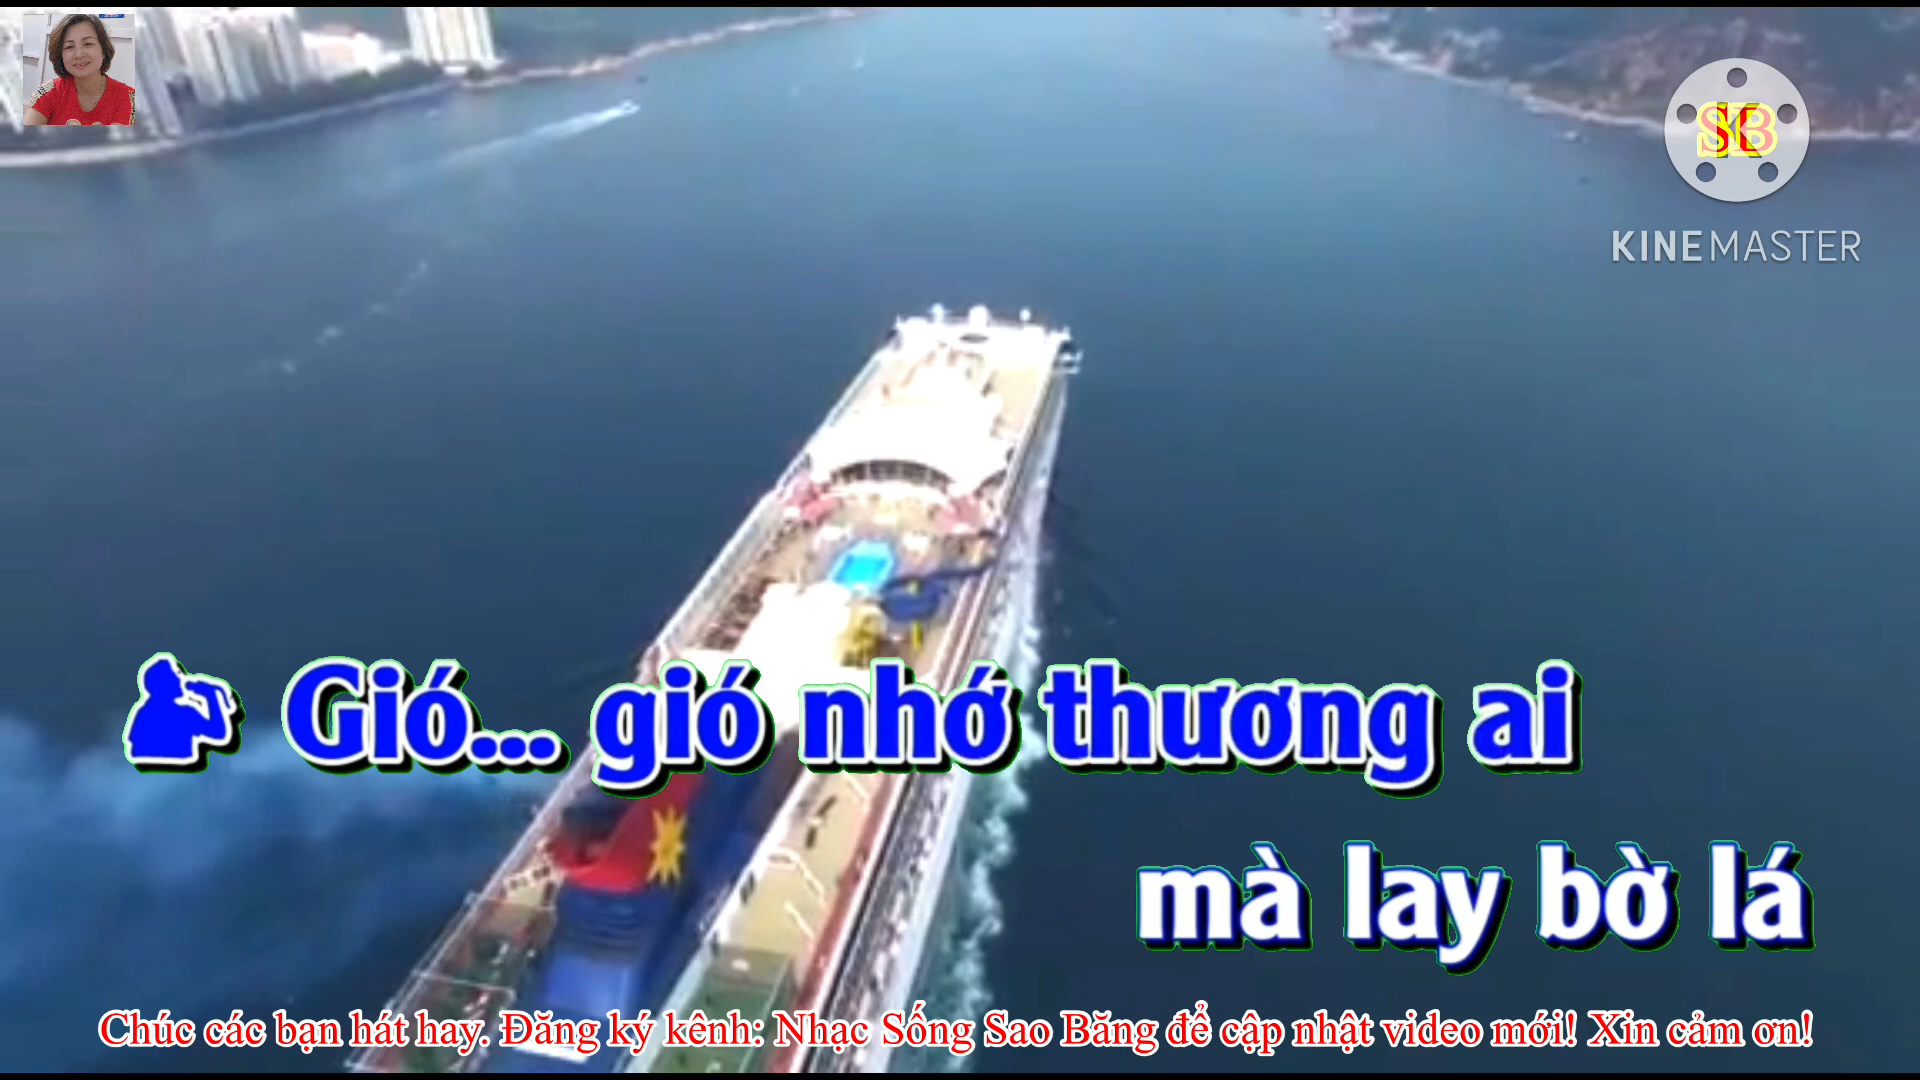 SKB
KINEMASTER
Gió... gió nhớ thương ai
mà lay bờ lá
Chúc các bạn hát hay. Đăng ký kênh: Nhạc Sống Sao Băng để cập nhật video mới! Xin cảm ơn!